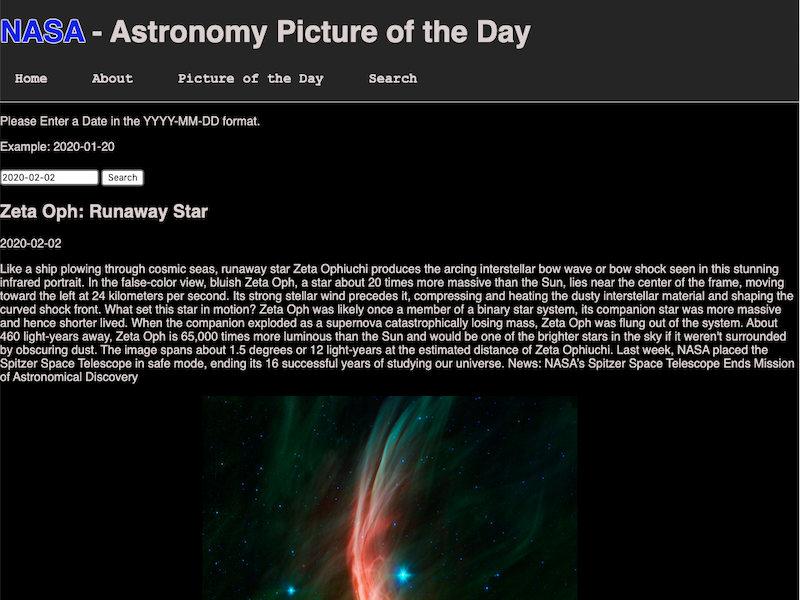 NASA - Astronomy Picture of the Day
Home About Picture of the Day Search
Please Enter a Date in the YYYY-MM-DD format.
Example: 2020-01-20
2020-02-02 Search
Zeta Oph: Runaway Star
2020-02-02
Like a ship plowing through cosmic seas, runaway star Zeta Ophiuchi produces the arcing interstellar bow wave or bow shock seen in this stunning
infrared portrait. In the false-color view, bluish Zeta Oph, a star about 20 times more massive than the Sun, lies near the center of the frame, moving
toward the left at 24 kilometers per second. Its strong stellar wind precedes it, compressing and heating the dusty interstellar material and shaping the
curved shock front. What set this star in motion? Zeta Oph was likely once a member of a binary star system, its companion star was more massive
and hence shorter lived. When the companion exploded as a supernova catastrophically losing mass, Zeta Oph was flung out of the system. About
460 light-years away, Zeta Oph is 65,000 times more luminous than the Sun and would be one of the brighter stars in the sky if it weren't surrounded
by obscuring dust. The image spans about 1.5 degrees or 12 light-years at the estimated distance of Zeta Ophiuchi. Last week, NASA placed the
Spitzer Space Telescope in safe mode, ending its 16 successful years of studying our universe. News: NASA's Spitzer Space Telescope Ends Mission
of Astronomical Discovery